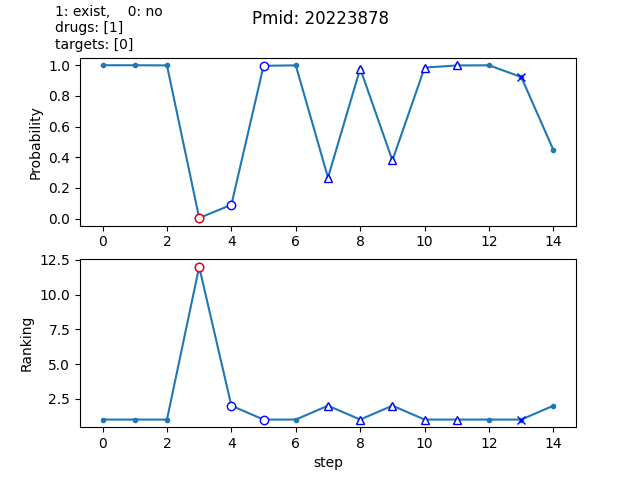 1: exist,    0: no
drugs: [1]
targets: [0]
Pmid: 20223878
1.0
0.8
0.6
0.4
0.2
0.0
Probability
0 2 4 6 8 10 12 14
12.5
10.0
7.5
5.0
2.5
Ranking
0 2 4 6 8 10 12 14
step